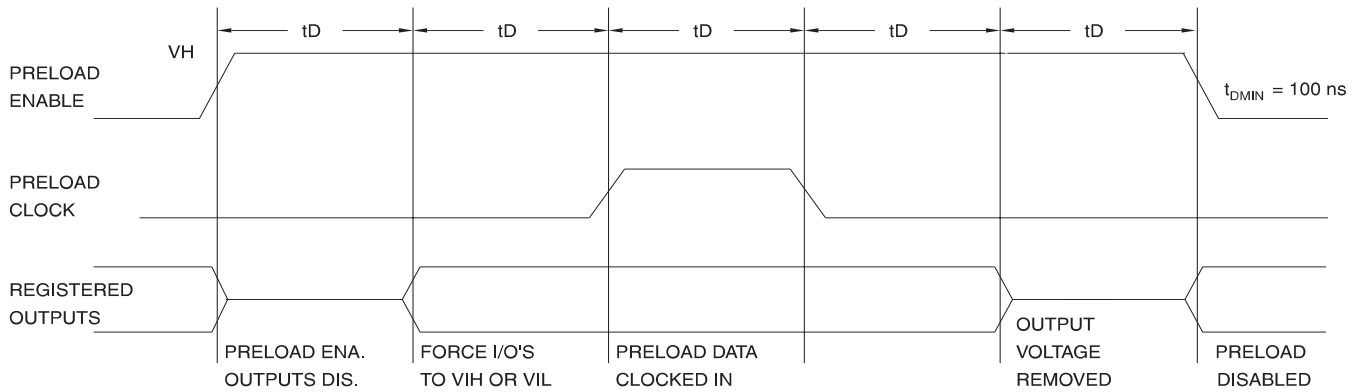 tD tD tD tD tD
VH
PRELOAD
ENABLE
tDMIN = 100 ns
PRELOAD
CLOCK
REGISTERED
OUTPUTS
PRELOAD ENA.
OUTPUTS DIS.
FORCE I/O'S
TO VIH OR VIL
PRELOAD DATA
CLOCKED IN
OUTPUT
VOLTAGE
REMOVED
PRELOAD
DISABLED